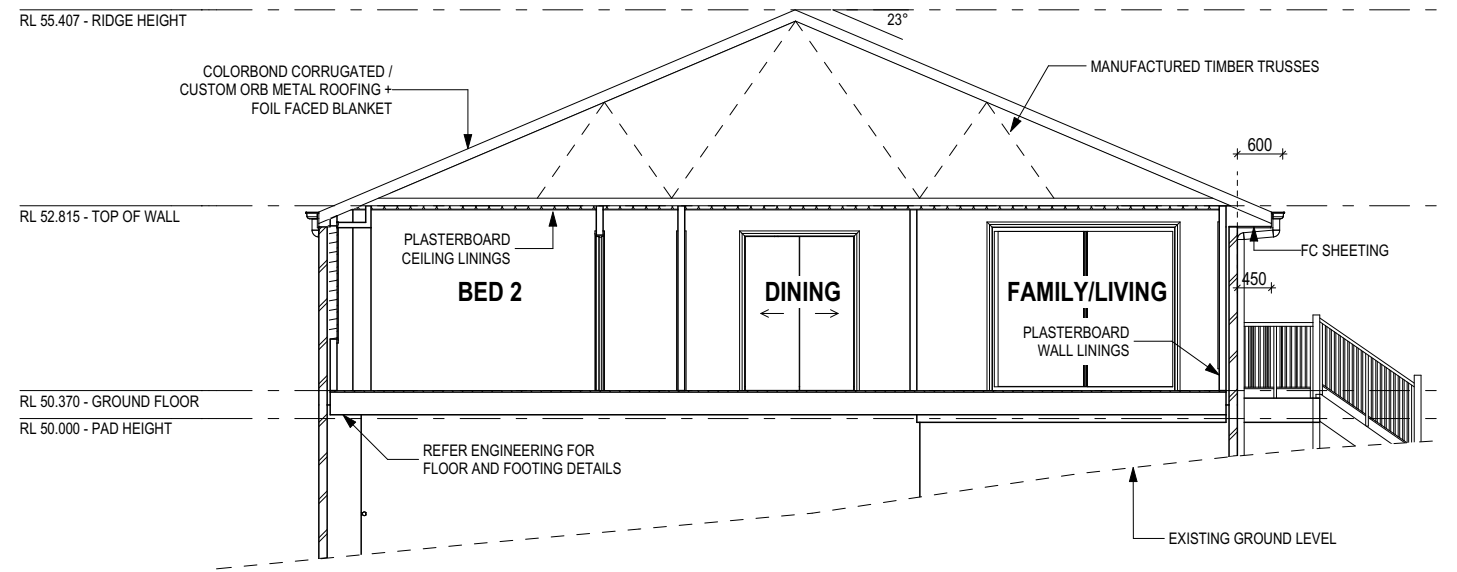 RL 55.407 - RIDGE HEIGHT
23°
COLORBOND CORRUGATED /
CUSTOM ORB METAL ROOFING +
FOIL FACED BLANKET
MANUFACTURED TIMBER TRUSSES
600
RL 52.815 - TOP OF WALL
PLASTERBOARD
CEILING LININGS
FC SHEETING
450
BED 2
DINING
FAMILY/LIVING
PLASTERBOARD
WALL LININGS
RL 50.370 - GROUND FLOOR
RL 50.000 - PAD HEIGHT
REFER ENGINEERING FOR
FLOOR AND FOOTING DETAILS
EXISTING GROUND LEVEL